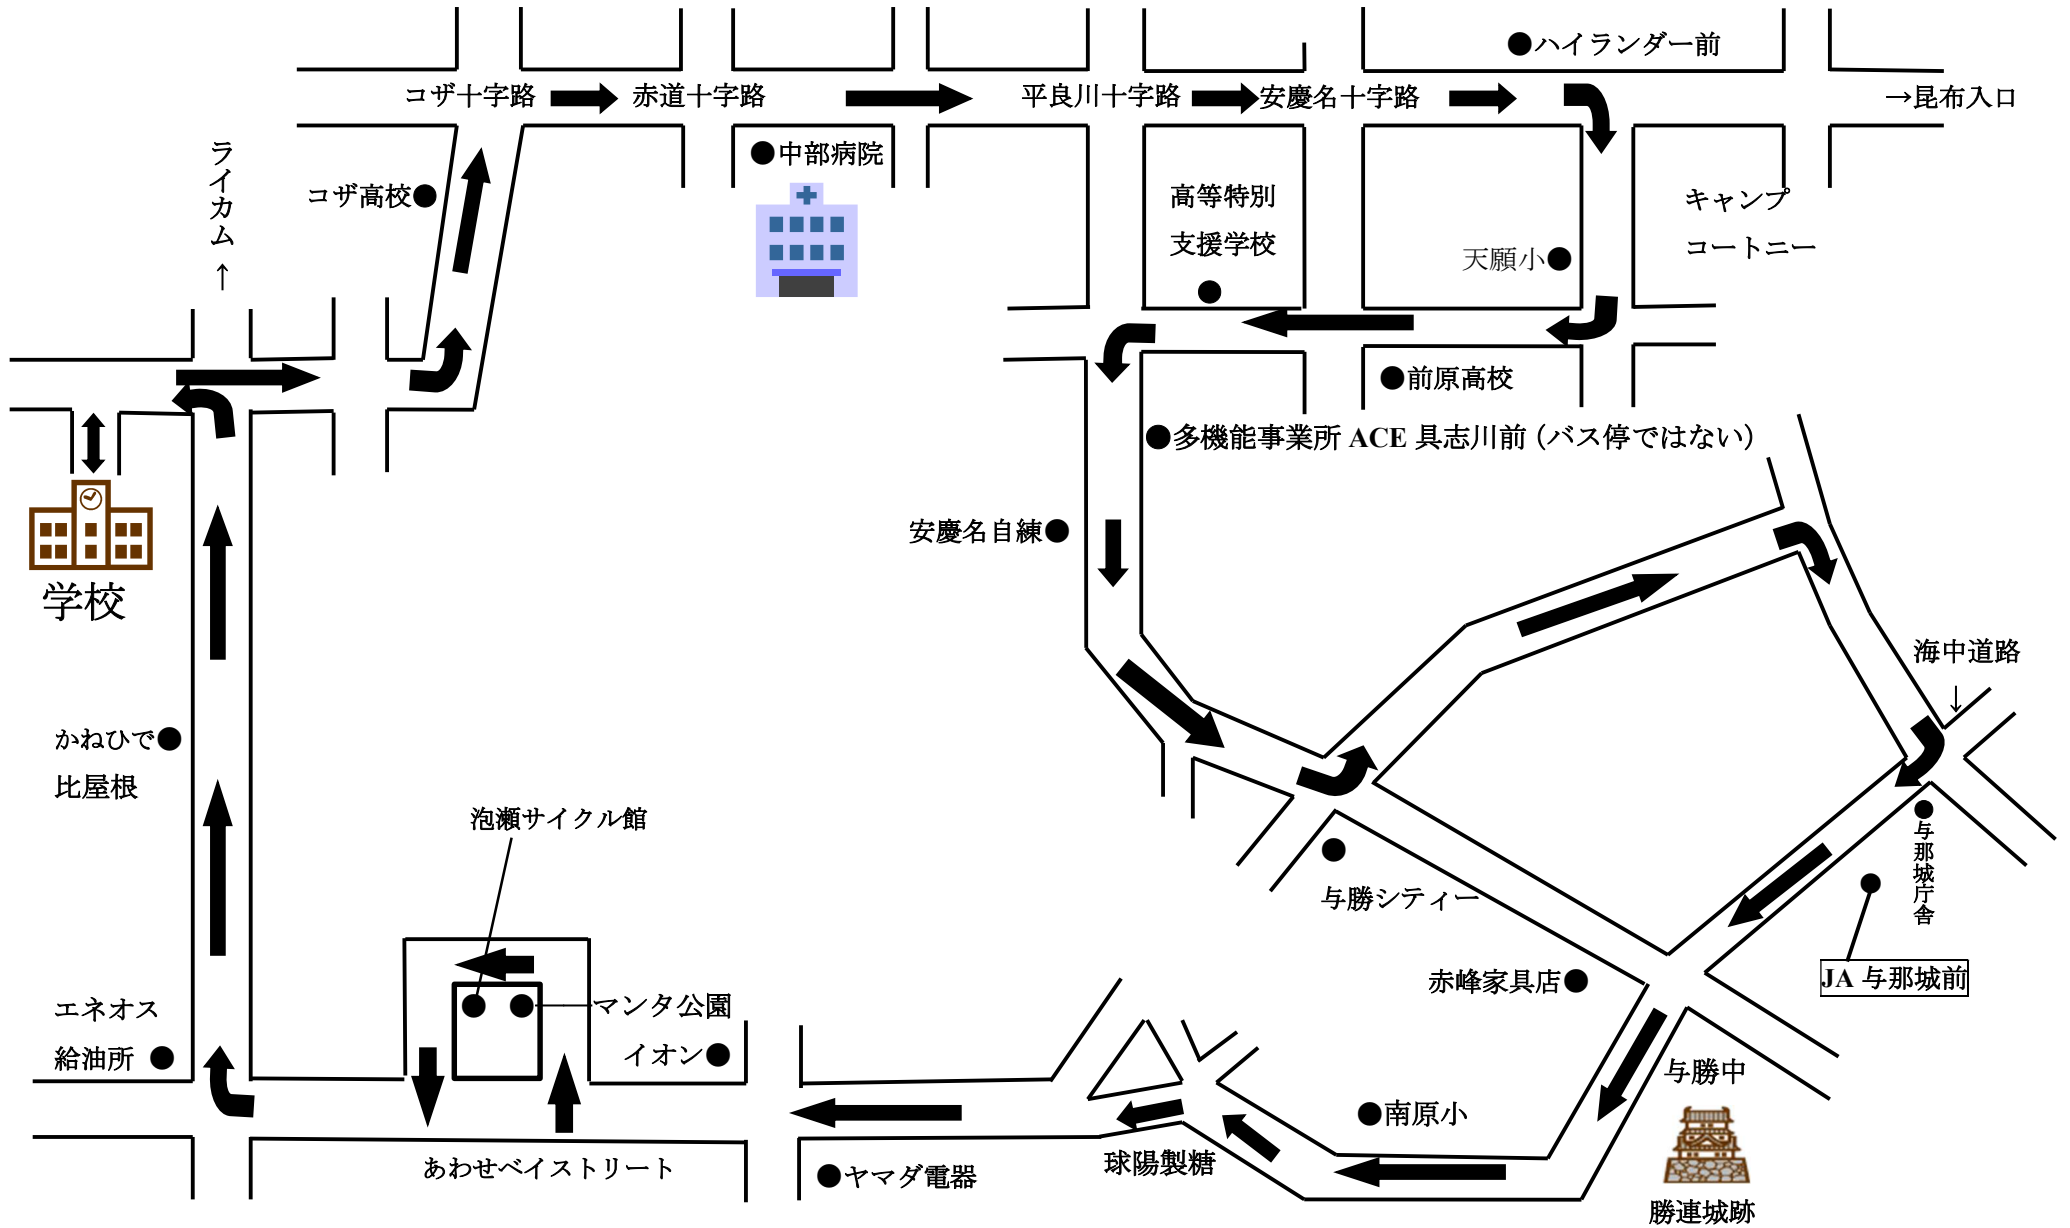 ●ハイランダー前
コザ十字路
赤道十字路
平良川十字路
安慶名十字路
→昆布入口
ライカム→
コザ高校●
●中部病院
高等特別
支援学校
●
天願小●
キャンプ
コートニー
●前原高校
●多機能事業所 ACE 具志川前（バス停ではない）
安慶名自練●
学校
海中道路
→
かねひで●
比屋根
泡瀬サイクル館
与勝シティー
●与那城庁舎
JA 与那城前
赤峰家具店●
エネオス
給油所 ●
マンタ公園
イオン●
与勝中
●南原小
あわせベイストリート
●ヤマダ電器
球陽製糖
勝連城跡